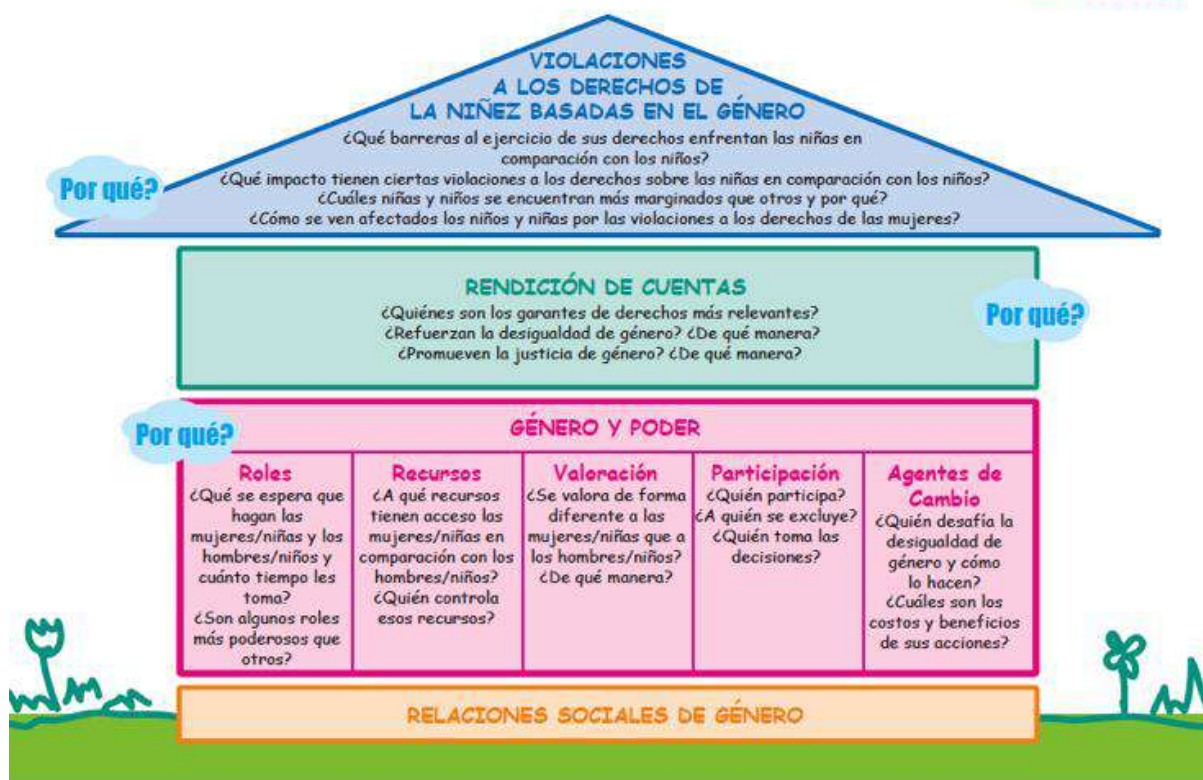 VIOLACIONES
A LOS DERECHOS DE
LA NIÑEZ BASADAS EN EL GÉNERO
¿Qué barreras al ejercicio de sus derechos enfrentan las niñas en
comparación con los niños?
¿Qué impacto tienen ciertas violaciones a los derechos sobre las niñas en comparación con los niños?
¿Cuáles niñas y niños se encuentran más marginados que otros y por qué?
¿Cómo se ven afectados los niños y niñas por las violaciones a los derechos de las mujeres?
Por qué?
RENDICIÓN DE CUENTAS
¿Quiénes son los garantes de derechos más relevantes?
¿Refuerzan la desigualdad de género? ¿De qué manera?
¿Promueven la justicia de género? ¿De qué manera?
Por qué?
GÉNERO Y PODER
Por qué?
Roles
¿Qué se espera que
hagan las
mujeres/niñas y los
hombres/niños y
cuánto tiempo les
toma?
¿Son algunos roles
más poderosos que
otros?
Recursos
¿A qué recursos
tienen acceso las
mujeres/niñas en
comparación con los
hombres/niños?
¿Quién controla
esos recursos?
Valoración
¿Se valora de forma
diferente a las
mujeres/niñas que a
los hombres/niños?
¿De qué manera?
Participación
¿Quién participa?
¿A quién se excluye?
¿Quién toma las
decisiones?
Agentes de
Cambio
¿Quién desafía la
desigualdad de
género y cómo
lo hacen?
¿Cuáles son los
costos y beneficios
de sus acciones?
RELACIONES SOCIALES DE GÉNERO